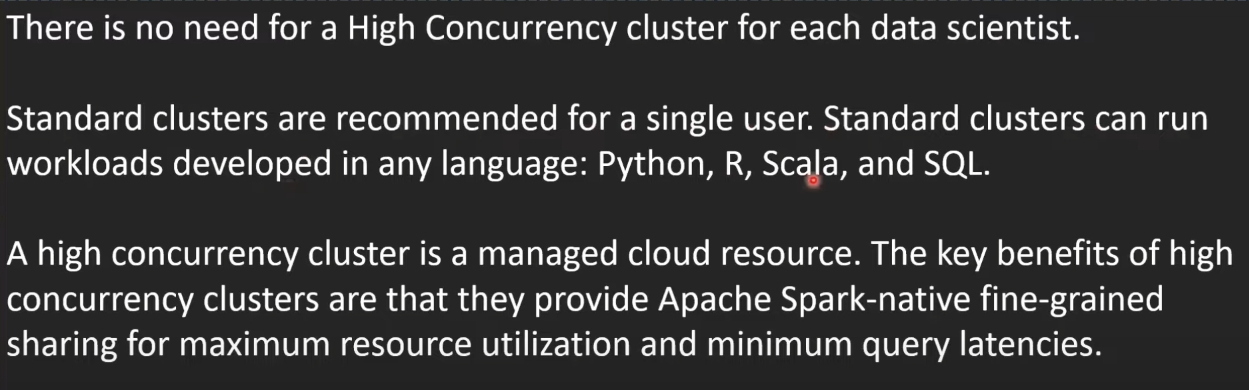 There is no need for a High Concurrency cluster for each data scientist.
Standard clusters are recommended for a single user. Standard clusters can run
workloads developed in any language: Python, R, Scala, and SQL.
A high concurrency cluster is a managed cloud resource. The key benefits of high
concurrency clusters are that they provide Apache Spark-native fine-grained
sharing for maximum resource utilization and minimum query latencies.